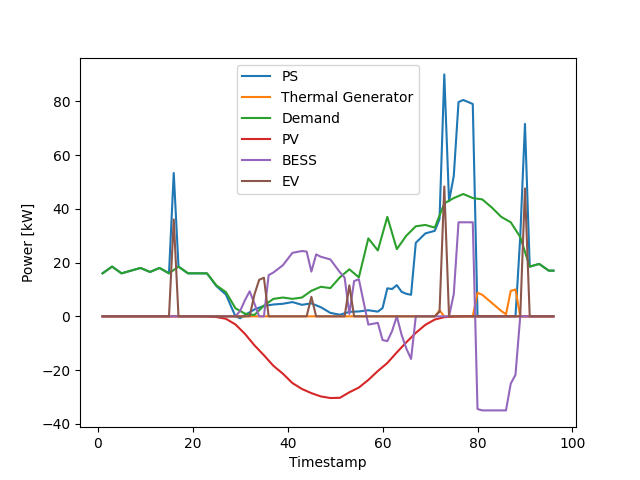 PS
Thermal Generator
Demand
PV
BESS
EV
Power [kW]
80
60
40
20
0
−20
−40
0 20 40 60 80 100
Timestamp